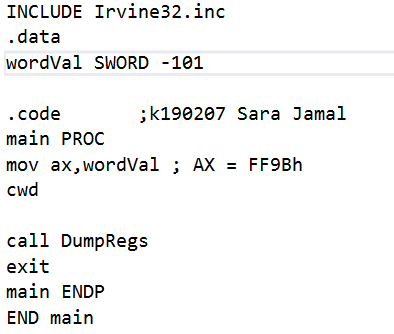 INCLUDE Irvine32.inc
.data
wordVal SWORD -101
.code ;k190207 Sara Jamal
main PROC
mov ax,wordVal ; AX = FF9Bh
cwd
call DumpRegs
exit
main ENDP
END main